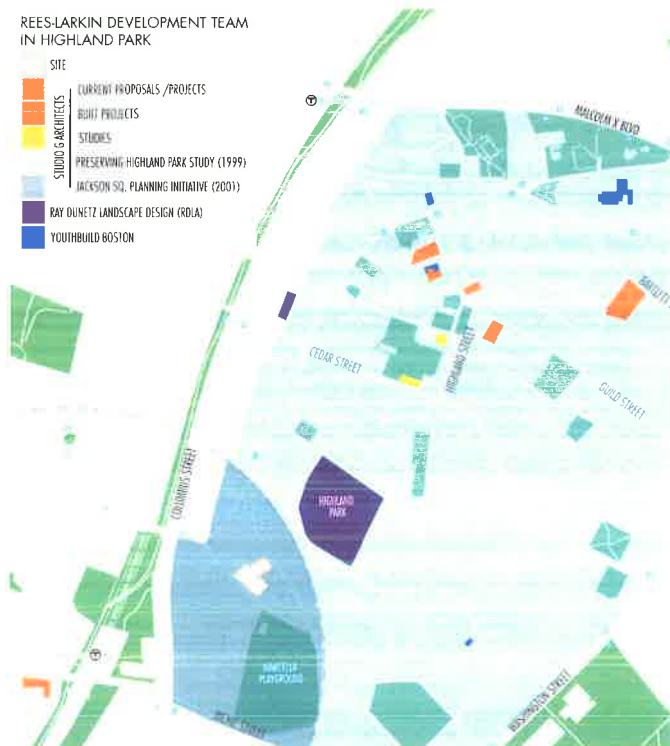 REES-LARKIN DEVELOPMENT TEAM
IN HIGHLAND PARK
SITE
STUDIO G ARCHITECTS
CURRENT PROPOSALS /PROJECTS
BUILT PROJECTS
STUDIES
PRESERVING HIGHLAND PARK STUDY (1999)
JACKSON SQ. PLANNING INITIATIVE (2001)
RAY DUNETZ LANDSCAPE DESIGN (RDLA)
YOUTHBUILD BOSTON
T
MALCOLM X BLVD
CEDAR STREET
HIGHLAND STREET
GUILD STREET
COLUMBUS STREET
HIGHLAND
PARK
PLAYGROUND
T
WASHINGTON STREET